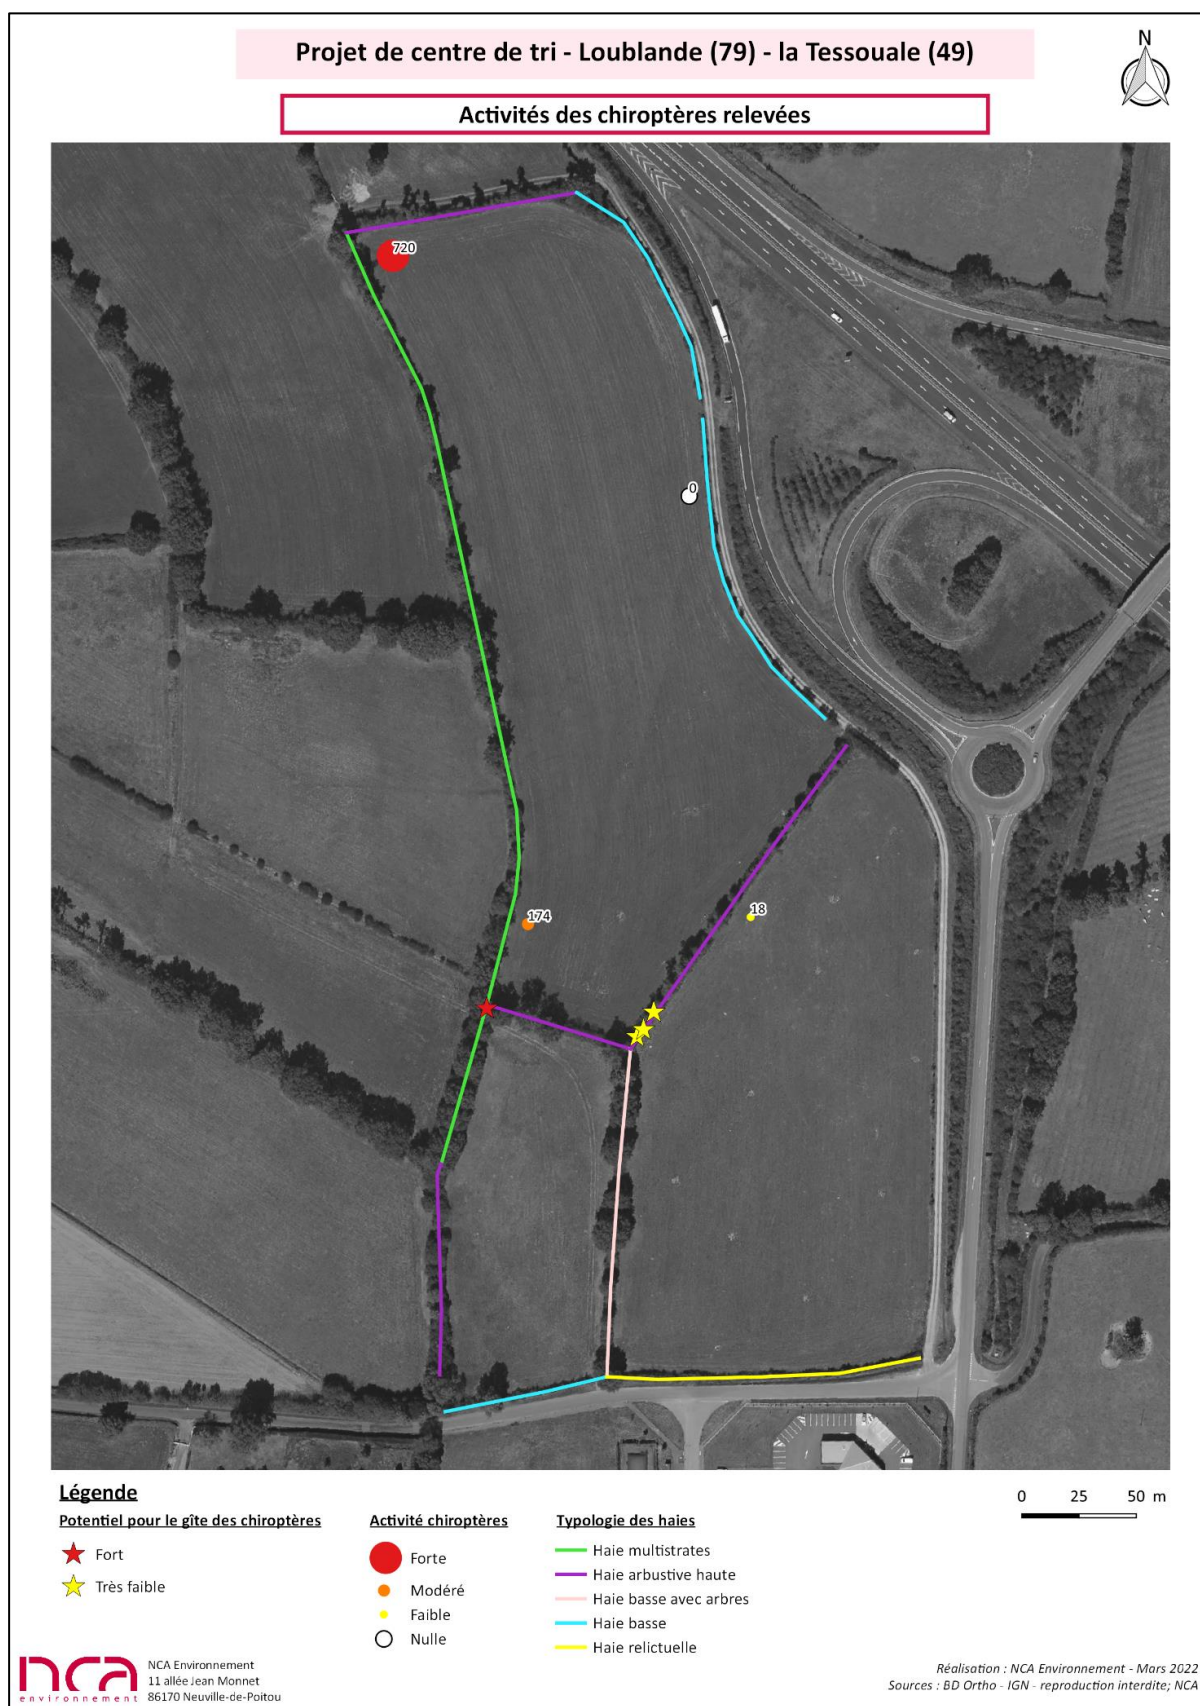 Projet de centre de tri - Loublande (79) - la Tessouale (49)
N
Activités des chiroptères relevées
720
0
174
18
Légende
Potentiel pour le gîte des chiroptères
Fort
Très faible
Activité chiroptères
Forte
Modéré
Faible
Nulle
Typologie des haies
Haie multistrates
Haie arbustive haute
Haie basse avec arbres
Haie basse
Haie relictuelle
0 25 50 m
nca
environnement
NCA Environnement
11 allée Jean Monnet
86170 Neuville-de-Poitou
Réalisation : NCA Environnement - Mars 2022
Sources : BD Ortho - IGN - reproduction interdite; NCA